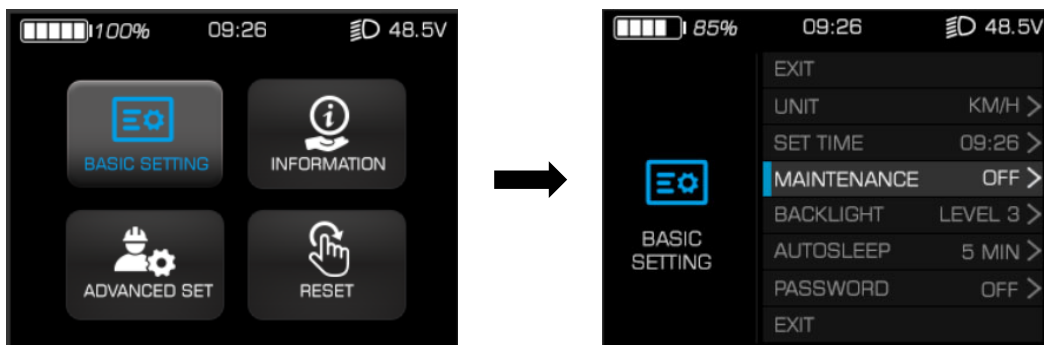 100% 09:26 48.5V
BASIC SETTING INFORMATION
ADVANCED SET RESET
85% 09:26 48.5V
EXIT
UNIT KM/H >
SET TIME 09:26 >
MAINTENANCE OFF >
BACKLIGHT LEVEL 3 >
AUTOSLEEP 5 MIN >
PASSWORD OFF >
EXIT
BASIC
SETTING